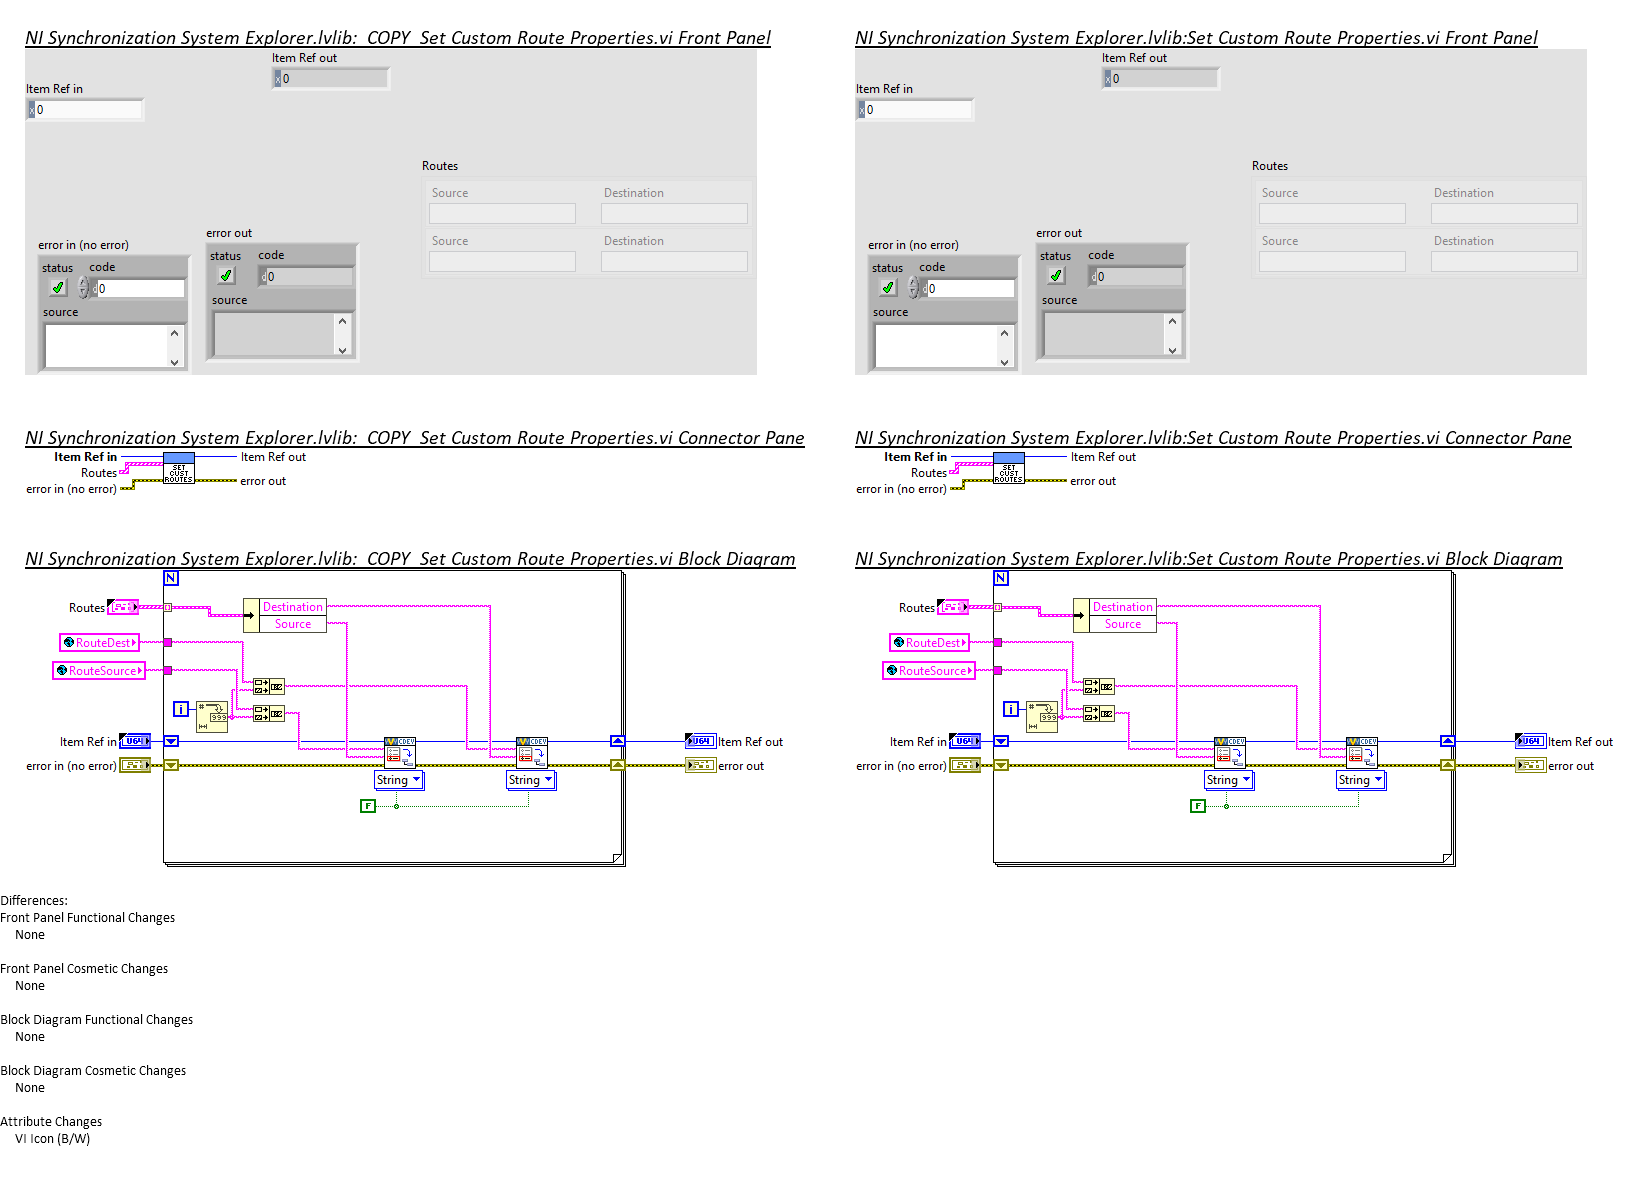 NI Synchronization System Explorer.lvlib:_COPY_Set Custom Route Properties.vi Front Panel
Item Ref out
x 0
Item Ref in
x 0
Routes
Source Destination
Source Destination
error out
status code
d 0
source
error in (no error)
status code
d 0
source
NI Synchronization System Explorer.lvlib:Set Custom Route Properties.vi Front Panel
Item Ref out
x 0
Item Ref in
x 0
Routes
Source Destination
Source Destination
error out
status code
d 0
source
error in (no error)
status code
d 0
source
NI Synchronization System Explorer.lvlib:_COPY_Set Custom Route Properties.vi Connector Pane
Item Ref in
Routes
error in (no error)
SET
CUST
ROUTES
Item Ref out
error out
NI Synchronization System Explorer.lvlib:Set Custom Route Properties.vi Connector Pane
Item Ref in
Routes
error in (no error)
SET
CUST
ROUTES
Item Ref out
error out
NI Synchronization System Explorer.lvlib:_COPY_Set Custom Route Properties.vi Block Diagram
N
Routes
Destination
Source
RouteDest
RouteSource
i
#
999
Item Ref in U64
CDEV
CDEV
U64 Item Ref out
error in (no error)
error out
String
String
F
NI Synchronization System Explorer.lvlib:Set Custom Route Properties.vi Block Diagram
N
Routes
Destination
Source
RouteDest
RouteSource
i
#
999
Item Ref in U64
CDEV
CDEV
U64 Item Ref out
error in (no error)
error out
String
String
F
Differences:
Front Panel Functional Changes
None
Front Panel Cosmetic Changes
None
Block Diagram Functional Changes
None
Block Diagram Cosmetic Changes
None
Attribute Changes
VI Icon (B/W)